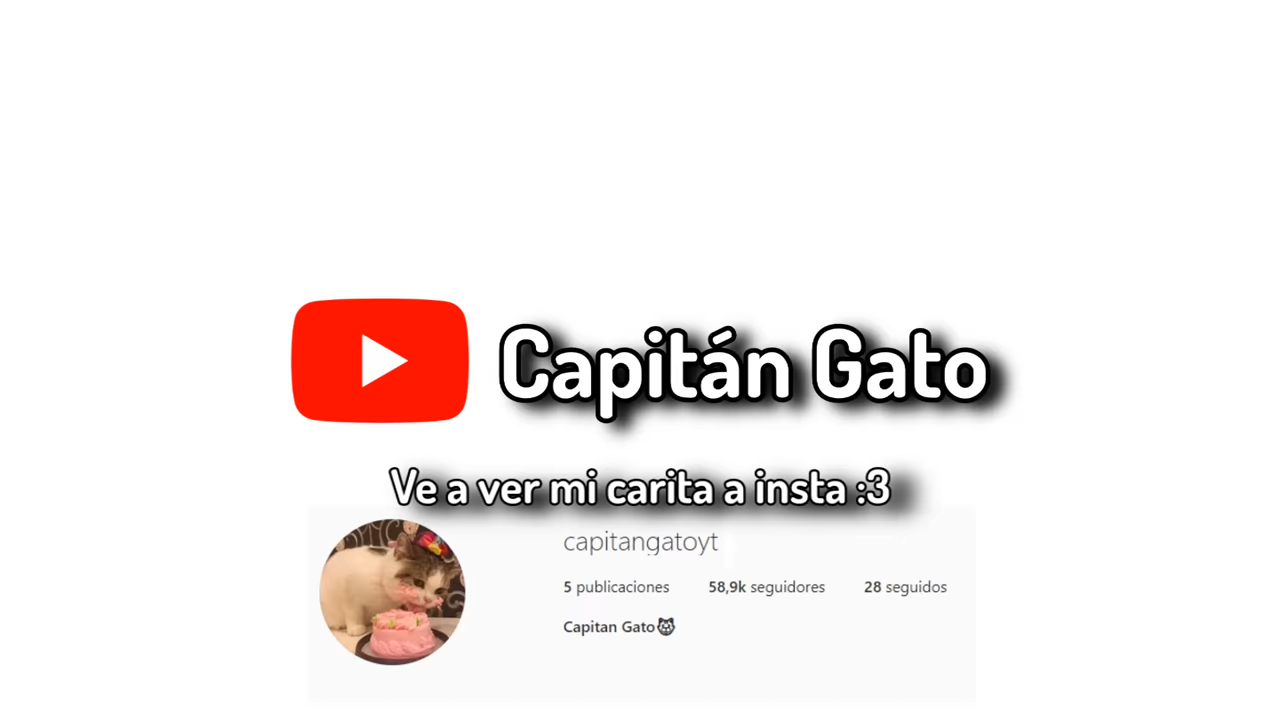 Capitán Gato
Ve a ver mi carita a insta :3
capitangatoyt
5 publicaciones 58,9k seguidores 28 seguidos
Capitan Gato🐱